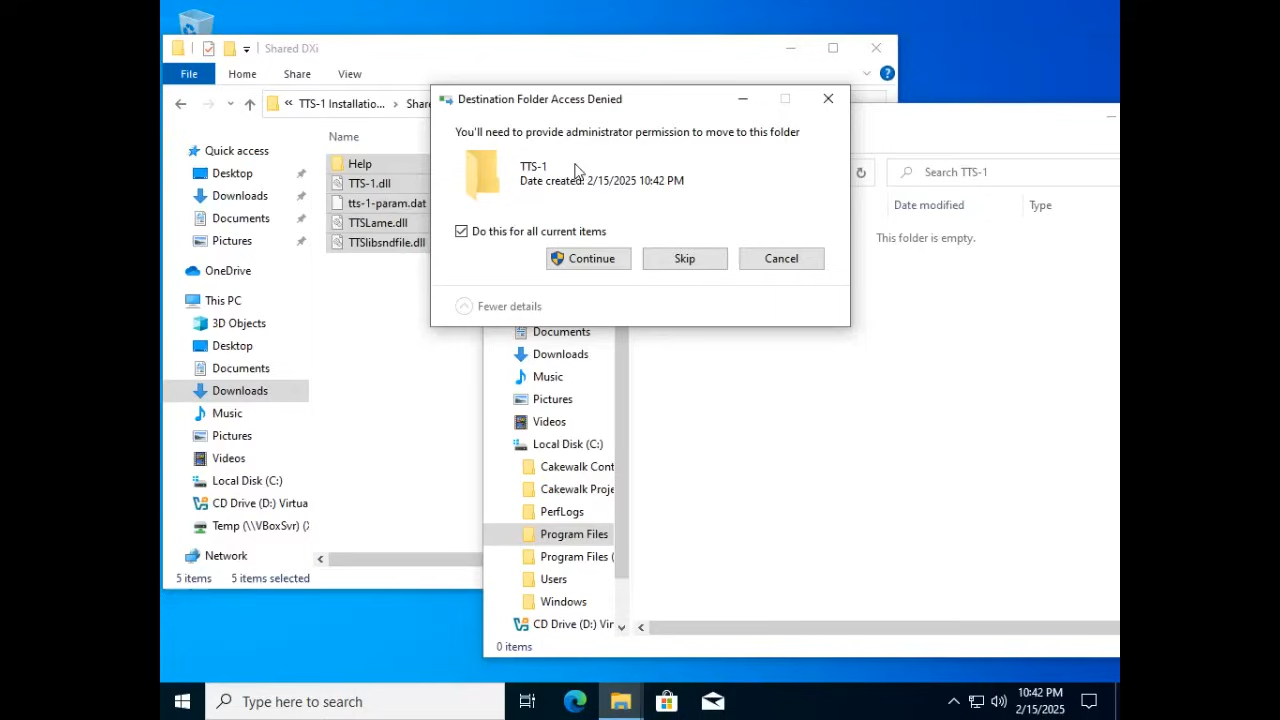 Shared DXi
File Home Share View
« TTS-1 Installatio... › Share
Name
Quick access
Desktop
Downloads
Documents
Pictures
OneDrive
This PC
3D Objects
Desktop
Documents
Downloads
Music
Pictures
Videos
Local Disk (C:)
CD Drive (D:) Virtua
Temp (\\VBoxSvr) (
Network
Help
TTS-1.dll
tts-1-param.dat
TTSLame.dll
TTSlibsndfile.dll
5 items 5 items selected
Destination Folder Access Denied
You'll need to provide administrator permission to move to this folder
TTS-1
Date created: 2/15/2025 10:42 PM
Do this for all current items
Continue Skip Cancel
Fewer details
Search TTS-1
Date modified Type
This folder is empty.
Documents
Downloads
Music
Pictures
Videos
Local Disk (C:)
Cakewalk Cont
Cakewalk Proje
PerfLogs
Program Files
Program Files (
Users
Windows
CD Drive (D:) Vir
0 items
Type here to search
10:42 PM
2/15/2025